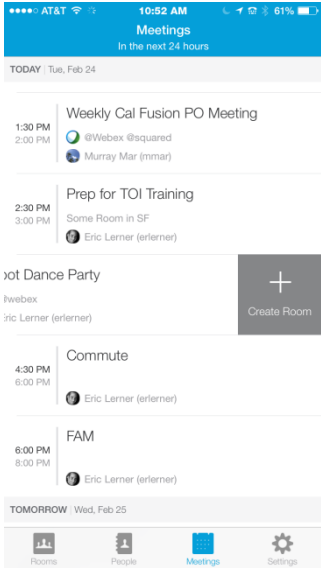 AT&T 10:52 AM 61%
Meetings
In the next 24 hours
TODAY Tue, Feb 24
Weekly Cal Fusion PO Meeting
1:30 PM
2:00 PM
@Webex @squared
Murray Mar (mmar)
Prep for TOI Training
2:30 PM
3:00 PM
Some Room in SF
Eric Lerner (erlerner)
oot Dance Party
@webex
Eric Lerner (erlerner)
Create Room
Commute
4:30 PM
6:00 PM
Eric Lerner (erlerner)
FAM
6:00 PM
8:00 PM
Eric Lerner (erlerner)
TOMORROW Wed, Feb 25
Rooms People Meetings Settings